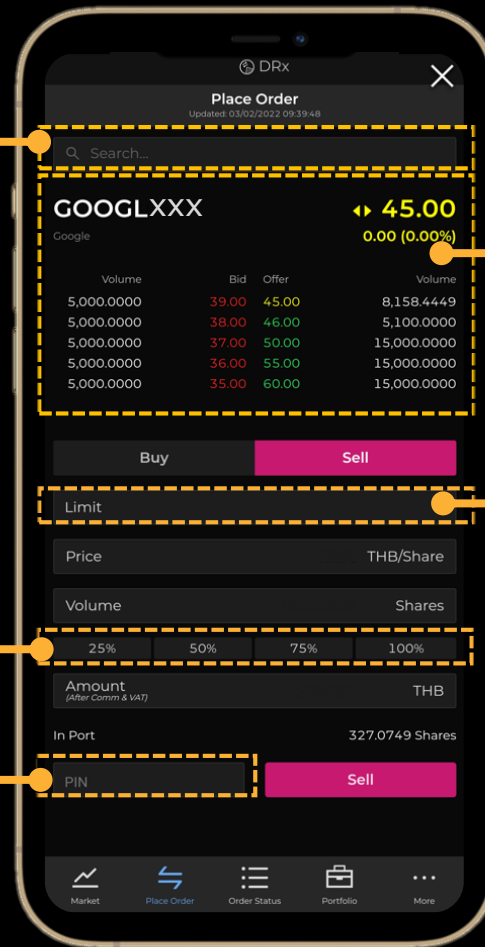 DRx
Place Order
Updated: 03/02/2022 09:39:48
Search...
GOOGLXXX 45.00
Google 0.00 (0.00%)
Volume Bid Offer Volume
5,000.0000 39.00 45.00 8,158.4449
5,000.0000 38.00 46.00 5,100.0000
5,000.0000 37.00 50.00 15,000.0000
5,000.0000 36.00 55.00 15,000.0000
5,000.0000 35.00 60.00 15,000.0000
Buy Sell
Limit
Price THB/Share
Volume Shares
25% 50% 75% 100%
Amount THB
(After Comm & VAT)
In Port 327.0749 Shares
PIN Sell
Market Place Order Order Status Portfolio More